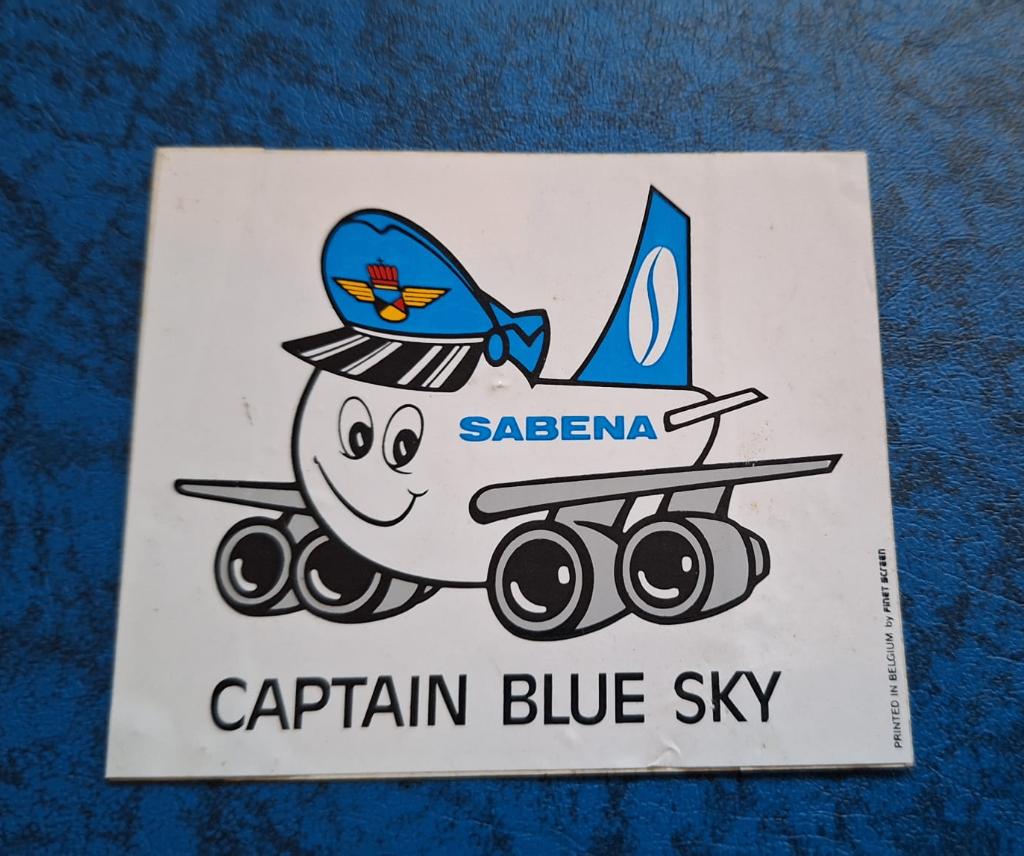 SABENA
CAPTAIN BLUE SKY
PRINTED IN BELGIUM by FINET SCREEN